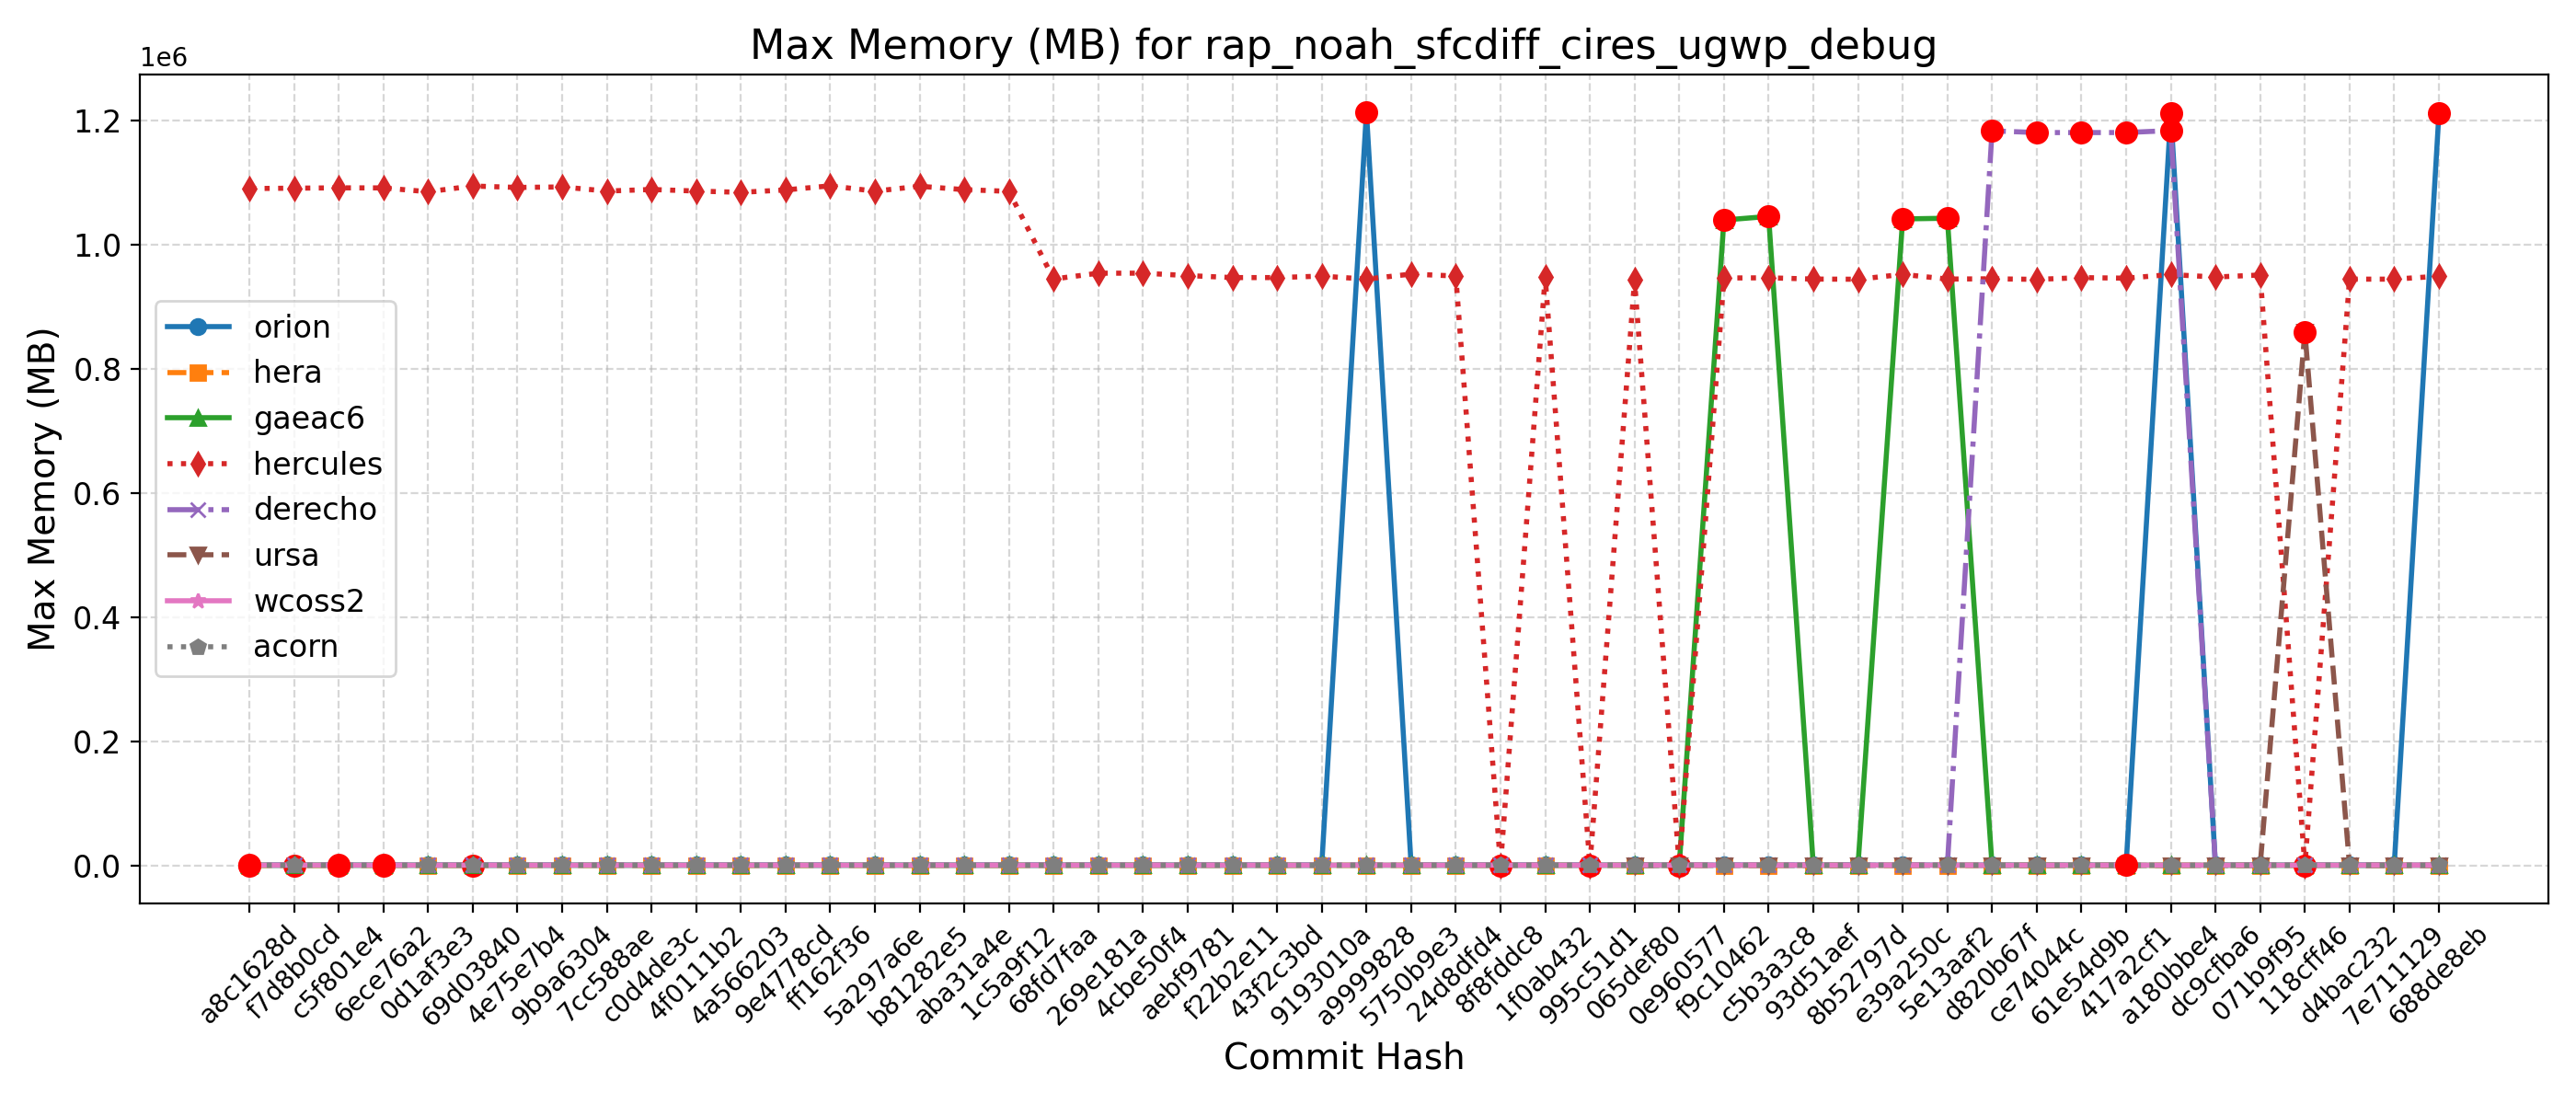 Max Memory (MB) for rap_noah_sfcdiff_cires_ugwp_debug
1e6
1.2
1.0
0.8
0.6
0.4
0.2
0.0
Max Memory (MB)
orion
hera
gaeac6
hercules
derecho
ursa
wcoss2
acorn
a8c1628d
f7d8b0cd
c5f801e4
6ece76a2
0d1af3e3
69d03840
4e75e7b4
9b9a6304
7cc588ae
c0d4de3c
4f0111b2
4a566203
9e4778cd
ff162f36
5a297a6e
b81282e5
aba31a4e
1c5a9f12
68fd7faa
269e181a
4cbe50f4
aebf9781
f22b2e11
43f2c3bd
9193010a
a9999828
5750b9e3
24d8dfd4
8f8fddc8
1f0ab432
995c51d1
065def80
0e960577
f9c10462
c5b3a3c8
93d51aef
8b52797d
e39a250c
5e13aaf2
d820b67f
ce74044c
61e54d9b
417a2cf1
a180bbe4
dc9cfba6
071b9f95
118cff46
d4bac232
7e711129
688de8eb
Commit Hash